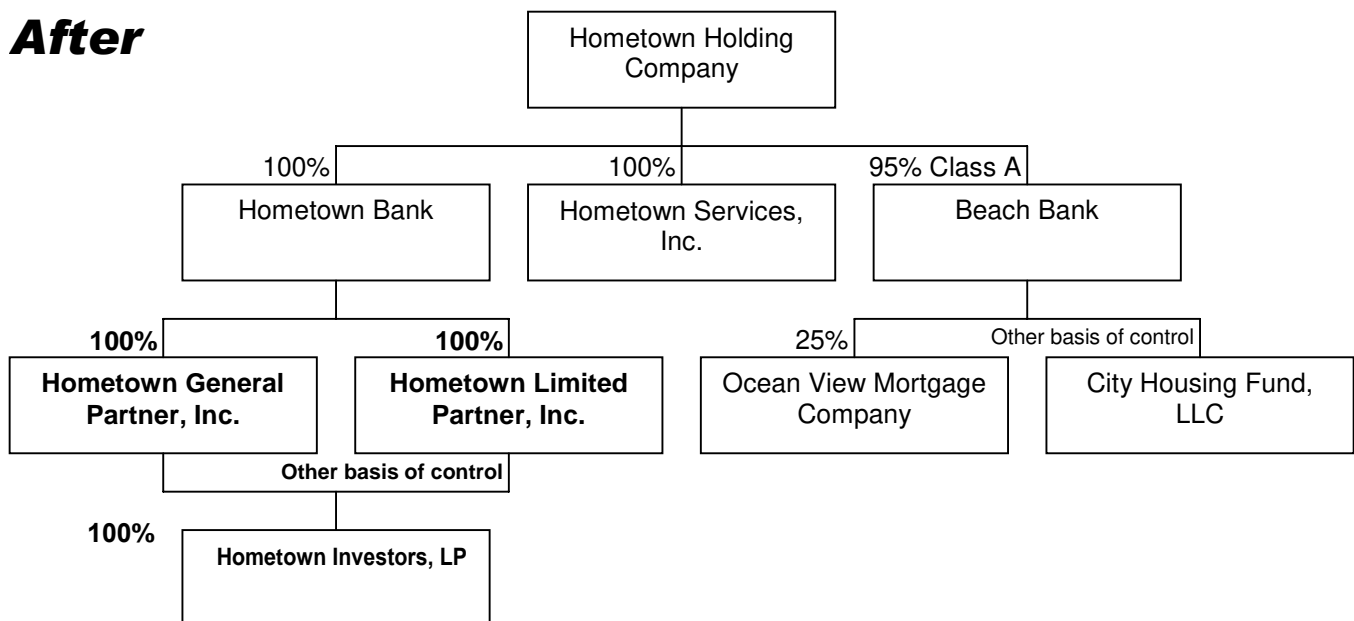 After
Hometown Holding
Company
100%
100%
95% Class A
Hometown Bank
Hometown Services,
Inc.
Beach Bank
100%
100%
25%
Other basis of control
Hometown General
Partner, Inc.
Hometown Limited
Partner, Inc.
Ocean View Mortgage
Company
City Housing Fund,
LLC
Other basis of control
100%
Hometown Investors, LP